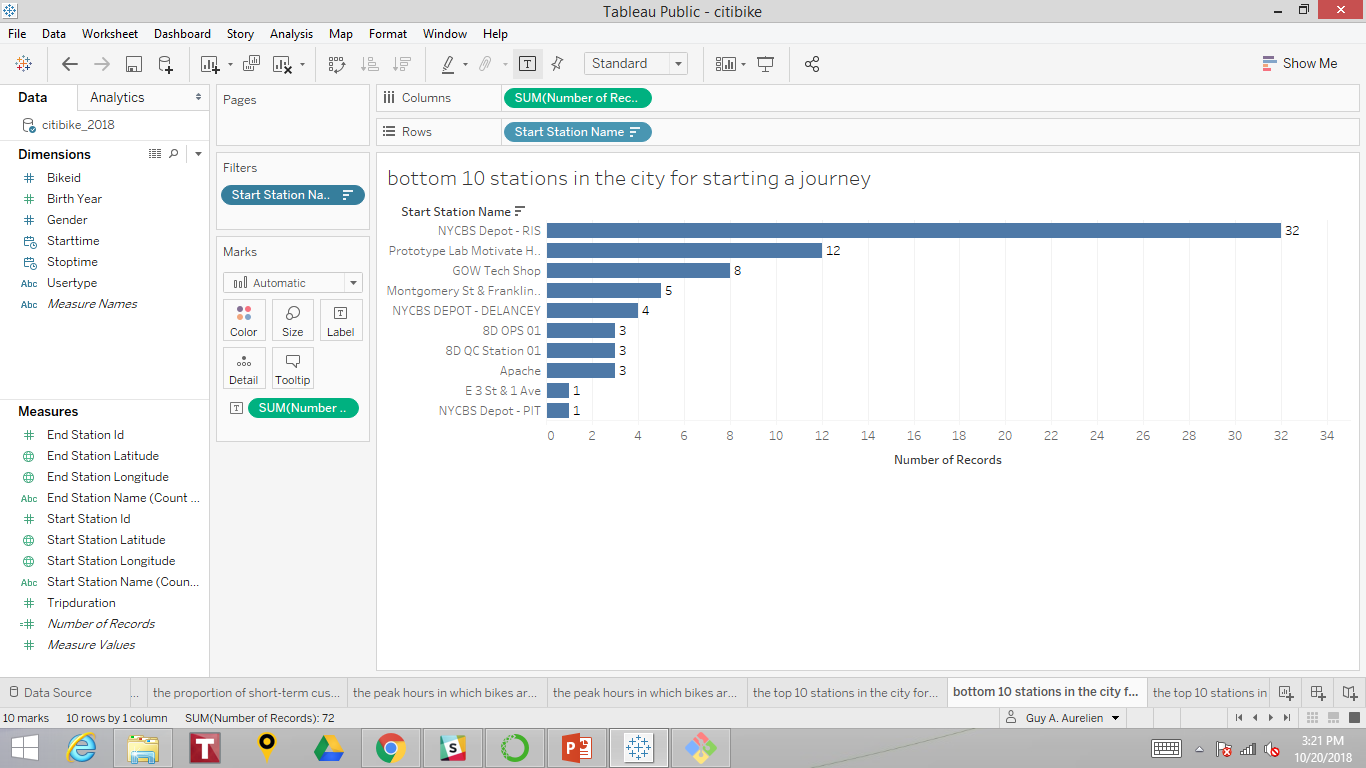 Tableau Public - citibike
File Data Worksheet Dashboard Story Analysis Map Format Window Help
Standard
Show Me
Data Analytics
citibike_2018
Dimensions
Bikeid
Birth Year
Gender
Starttime
Stoptime
Abc Usertype
Abc Measure Names
Measures
End Station Id
End Station Latitude
End Station Longitude
Abc End Station Name (Count ...
Start Station Id
Start Station Latitude
Start Station Longitude
Abc Start Station Name (Coun...
Tripduration
=# Number of Records
Measure Values
Pages
Filters
Start Station Na..
Marks
Automatic
Color Size T Label
Detail Tooltip
T SUM(Number ..
Columns SUM(Number of Rec..
Rows Start Station Name
bottom 10 stations in the city for starting a journey
Start Station Name
NYCBS Depot - RIS 32
Prototype Lab Motivate H.. 12
GOW Tech Shop 8
Montgomery St & Franklin.. 5
NYCBS DEPOT - DELANCEY 4
8D OPS 01 3
8D QC Station 01 3
Apache 3
E 3 St & 1 Ave 1
NYCBS Depot - PIT 1
0 2 4 6 8 10 12 14 16 18 20 22 24 26 28 30 32 34
Number of Records
Data Source ... the proportion of short-term cus... the peak hours in which bikes ar... the peak hours in which bikes ar... the top 10 stations in the city for... bottom 10 stations in the city f... the top 10 stations in
10 marks 10 rows by 1 column SUM(Number of Records): 72 Guy A. Aurelien
3:21 PM
10/20/2018